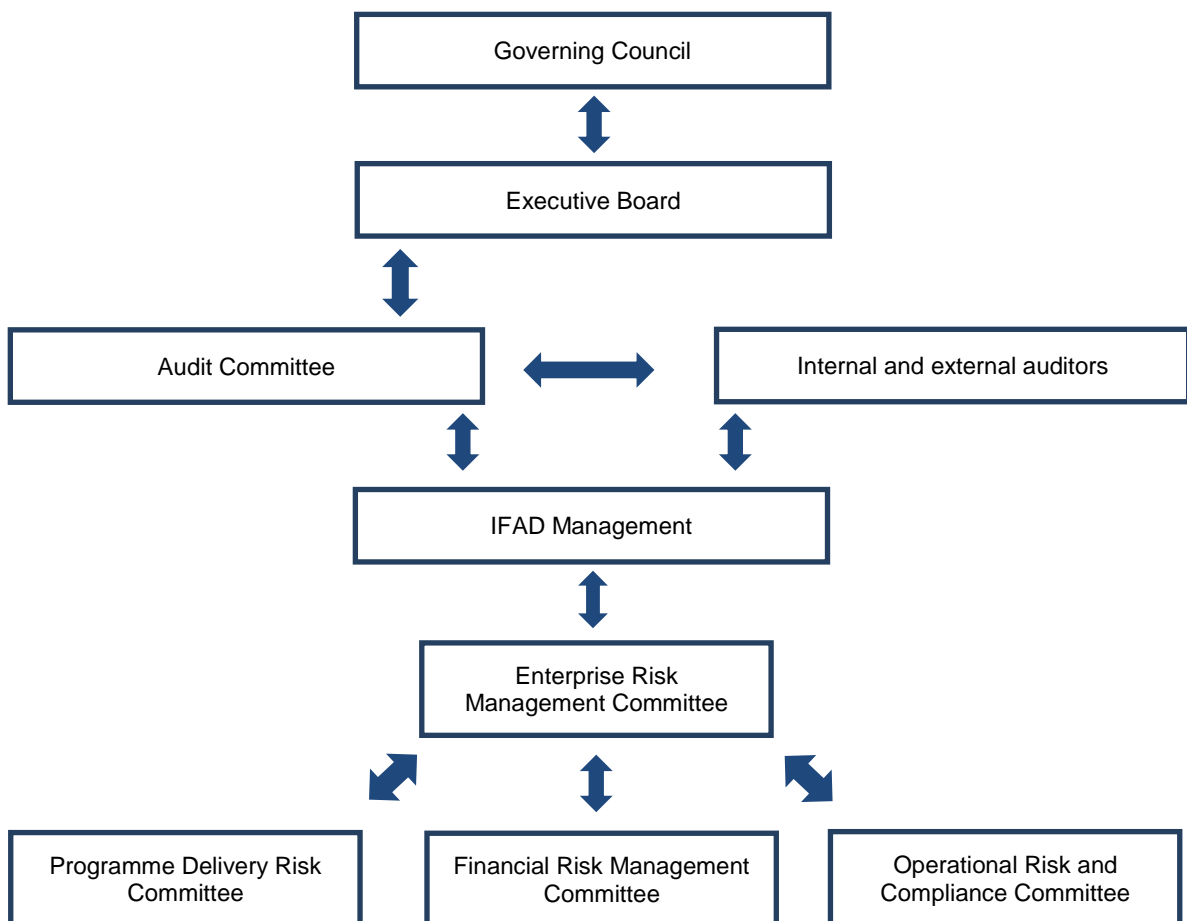 Governing Council
Executive Board
Audit Committee
Internal and external auditors
IFAD Management
Enterprise Risk
Management Committee
Programme Delivery Risk
Committee
Financial Risk Management
Committee
Operational Risk and
Compliance Committee